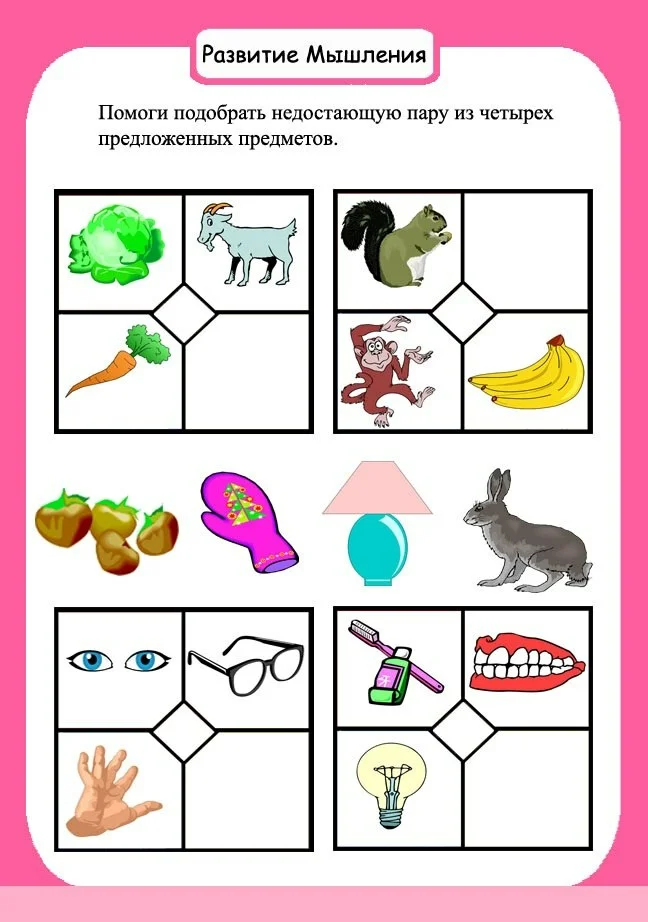 Развитие Мышления
Помоги подобрать недостающую пару из четырех
предложенных предметов.